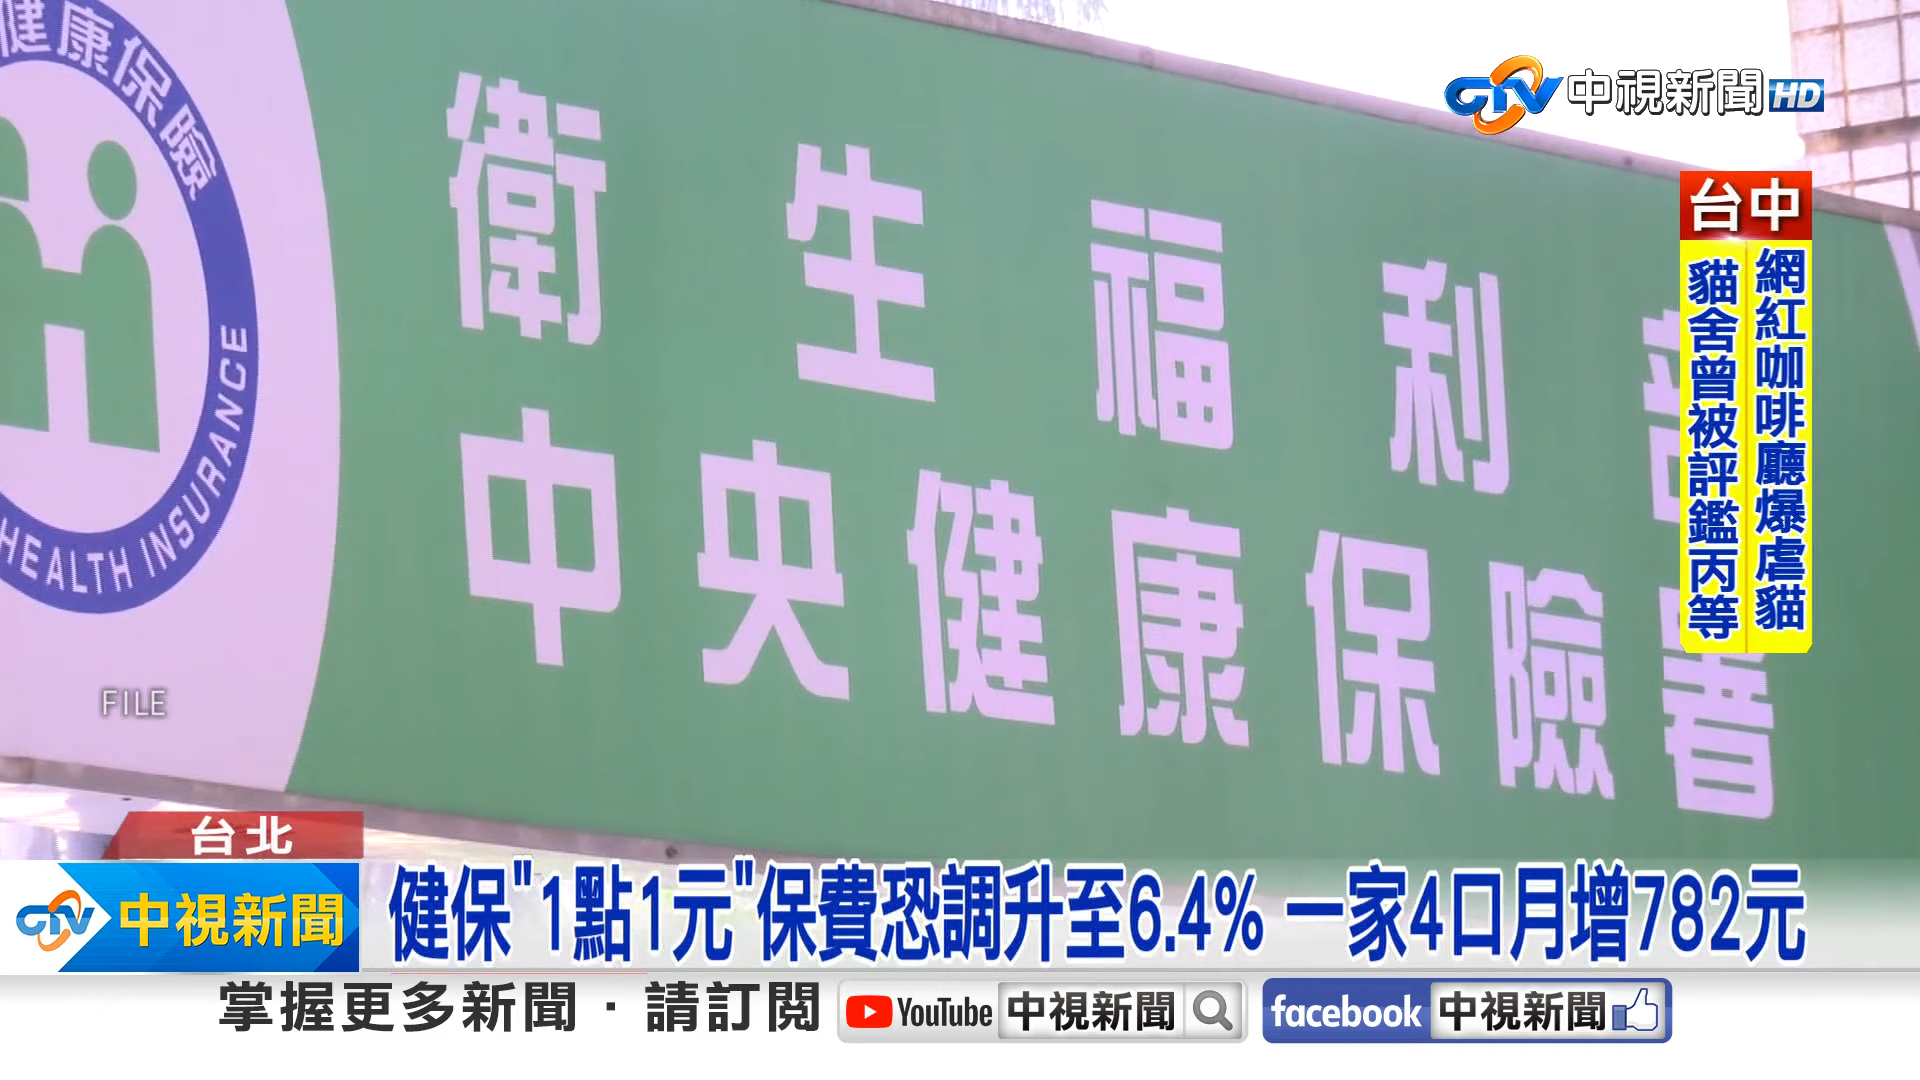 健康保險
HEALTH INSURANCE
衛生福利部
中央健康保險署
FILE
CTV 中視新聞 HD
台中
網紅咖啡廳爆虐貓
貓舍曾被評鑑丙等
台北
CTV 中視新聞
健保"1點1元"保費恐調升至6.4% 一家4口月增782元
掌握更多新聞·請訂閱 YouTube 中視新聞 facebook 中視新聞